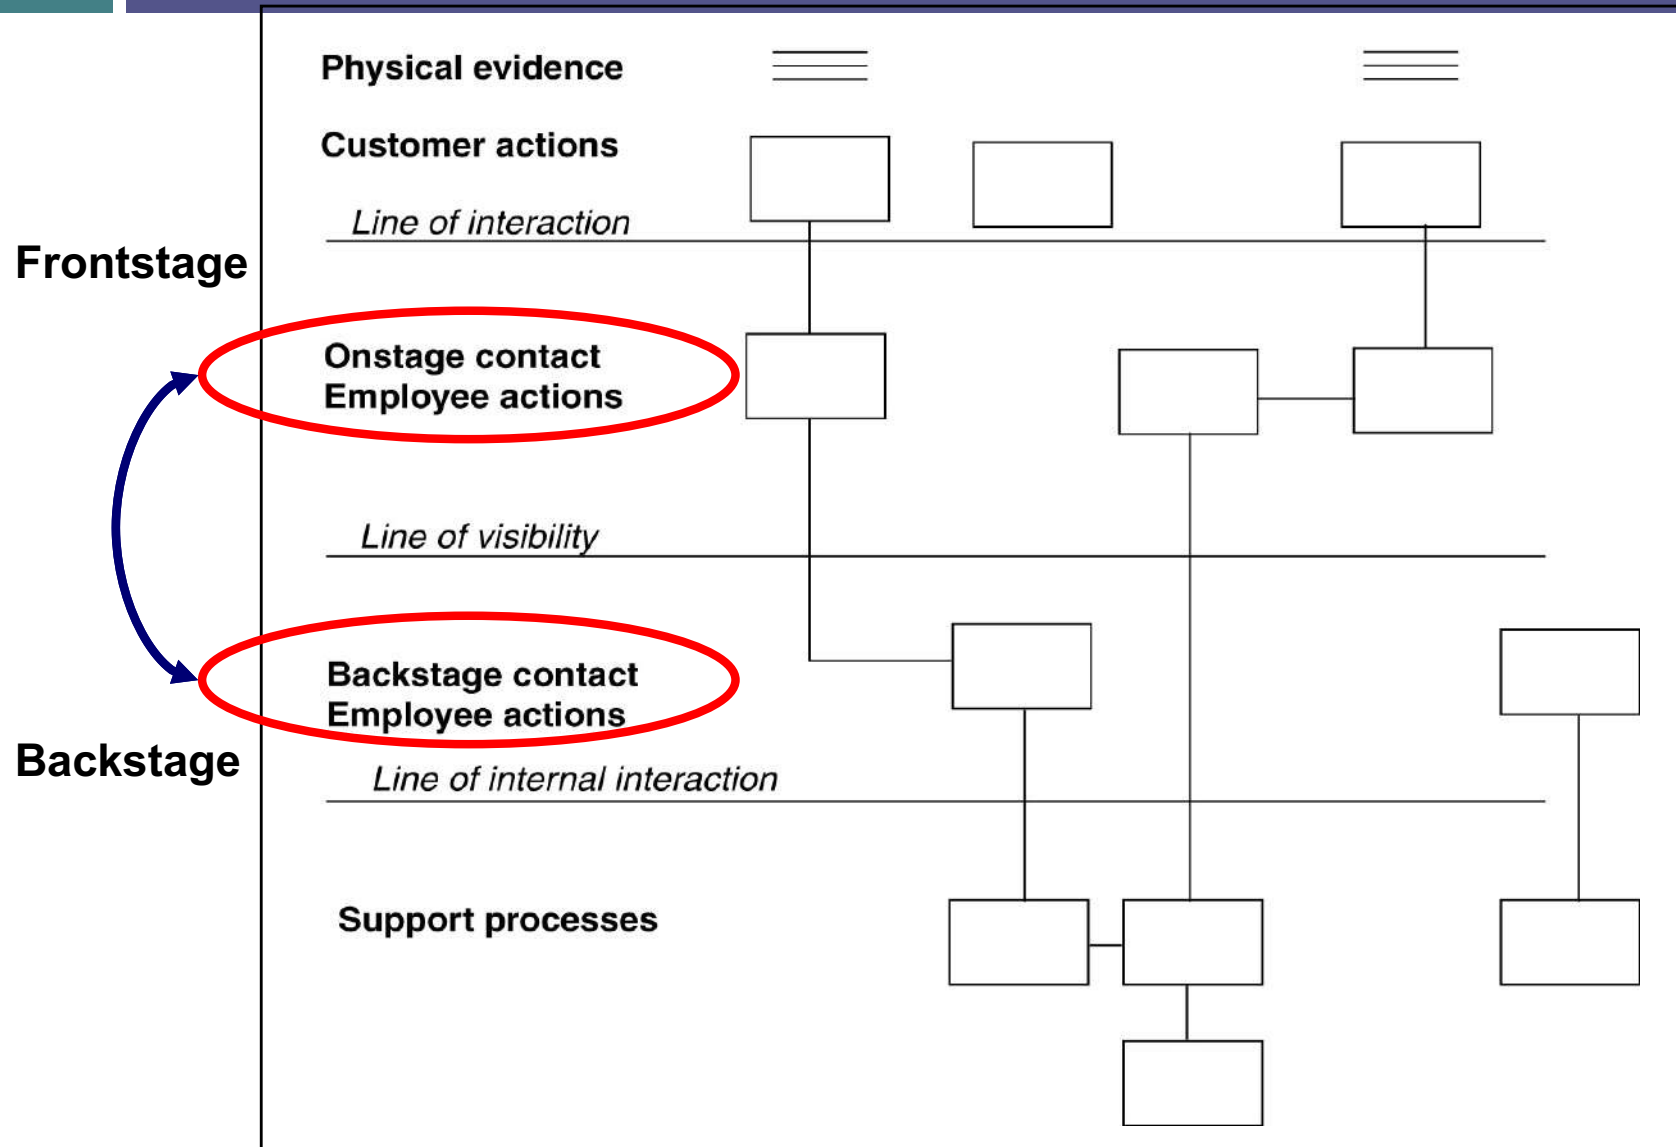 Physical evidence
Customer actions
Line of interaction
Frontstage
Onstage contact
Employee actions
Line of visibility
Backstage contact
Employee actions
Backstage
Line of internal interaction
Support processes